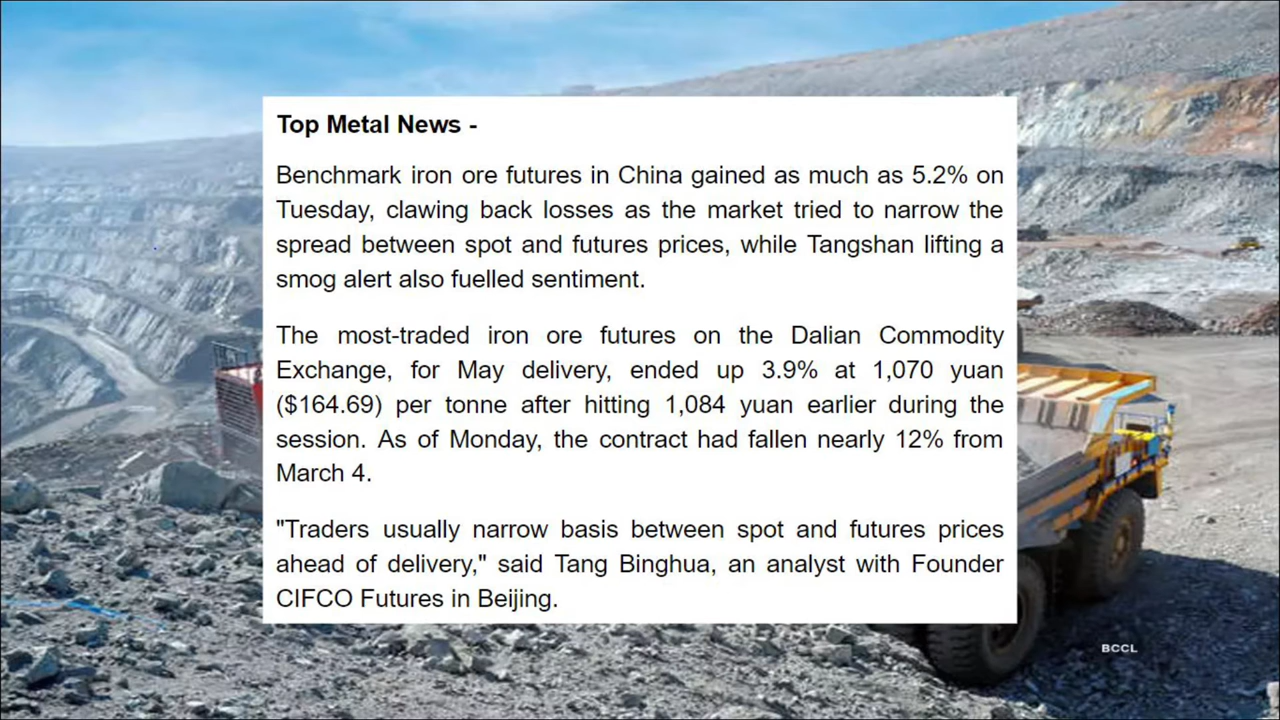 Top Metal News -
Benchmark iron ore futures in China gained as much as 5.2% on
Tuesday, clawing back losses as the market tried to narrow the
spread between spot and futures prices, while Tangshan lifting a
smog alert also fuelled sentiment.
The most-traded iron ore futures on the Dalian Commodity
Exchange, for May delivery, ended up 3.9% at 1,070 yuan
($164.69) per tonne after hitting 1,084 yuan earlier during the
session. As of Monday, the contract had fallen nearly 12% from
March 4.
"Traders usually narrow basis between spot and futures prices
ahead of delivery," said Tang Binghua, an analyst with Founder
CIFCO Futures in Beijing.
BCCL